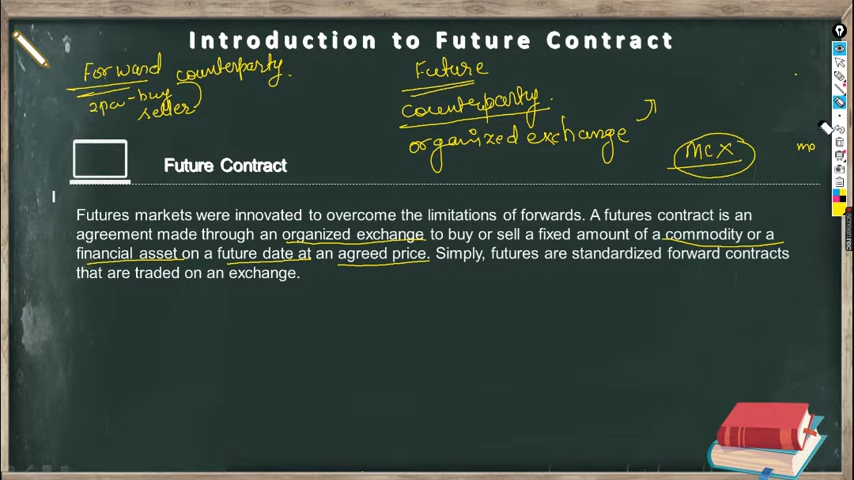 Introduction to Future Contract
Forward counterparty.
buy
seller
Future
counterparty.
organized exchange
MCX
mo
Future Contract
Futures markets were innovated to overcome the limitations of forwards. A futures contract is an
agreement made through an organized exchange to buy or sell a fixed amount of a commodity or a
financial asset on a future date at an agreed price. Simply, futures are standardized forward contracts
that are traded on an exchange.